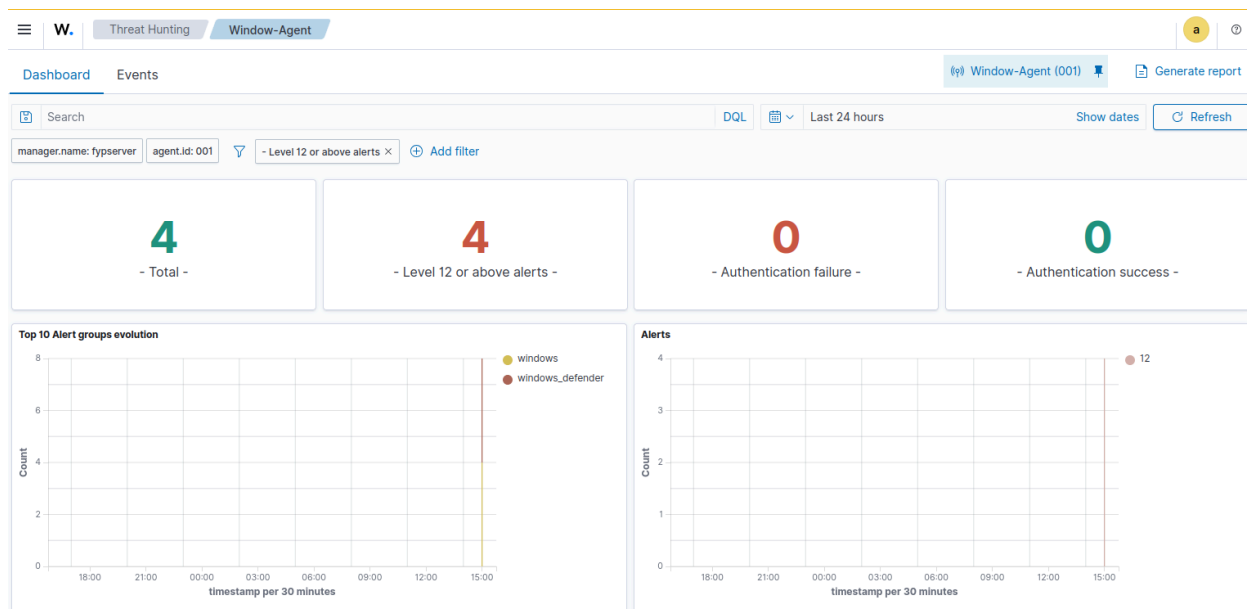 W. Threat Hunting Window-Agent a
Dashboard Events Window-Agent (001) Generate report
Search DQL Last 24 hours Show dates Refresh
manager.name: fypserver agent.id: 001 - Level 12 or above alerts × Add filter
4 4 0 0
- Total - - Level 12 or above alerts - - Authentication failure - - Authentication success -
Top 10 Alert groups evolution
8
6
4
2
0
Count
18:00 21:00 00:00 03:00 06:00 09:00 12:00 15:00
timestamp per 30 minutes
windows
windows_defender
Alerts
4
3
2
1
0
Count
18:00 21:00 00:00 03:00 06:00 09:00 12:00 15:00
timestamp per 30 minutes
12